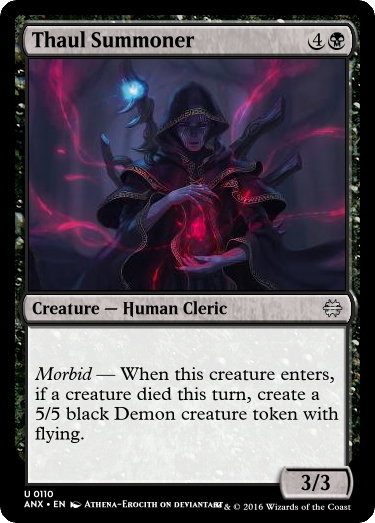 Thaul Summoner 4
Creature — Human Cleric
Morbid — When this creature enters,
if a creature died this turn, create a
5/5 black Demon creature token with
flying.
3/3
U 0110
ANX • EN Athena-Erocith on deviantart & © 2016 Wizards of the Coast